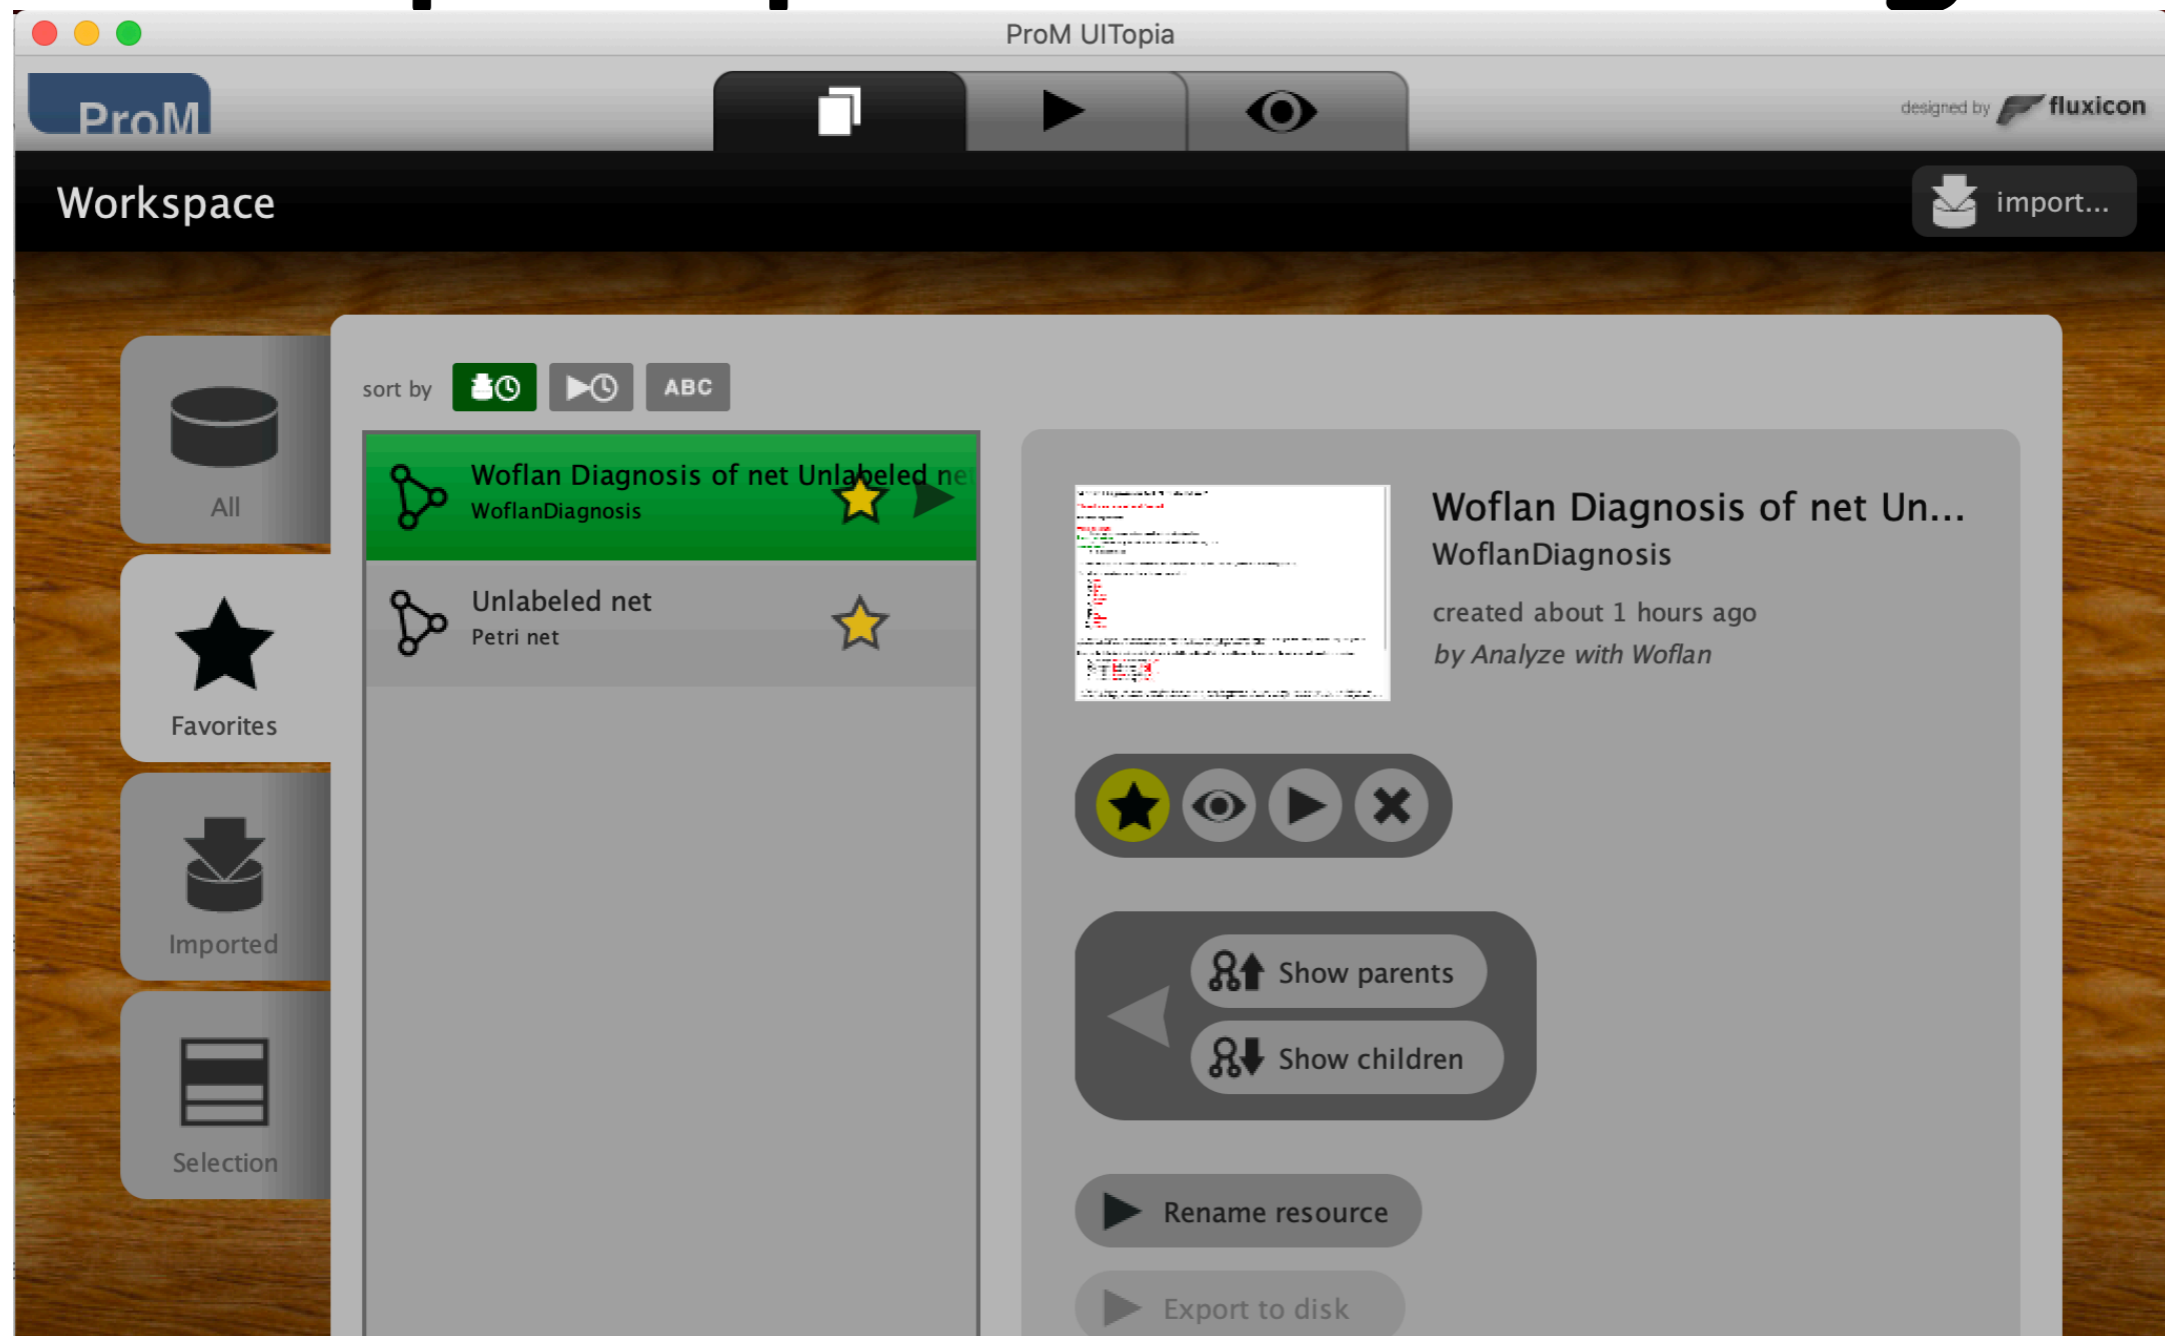 ProM UITopia
ProM
designed by fluxicon
Workspace
import...
sort by
ABC
All
Favorites
Imported
Selection
Woflan Diagnosis of net Unlabeled ne
WoflanDiagnosis
Unlabeled net
Petri net
Woflan Diagnosis of net Un...
WoflanDiagnosis
created about 1 hours ago
by Analyze with Woflan
Show parents
Show children
Rename resource
Export to disk